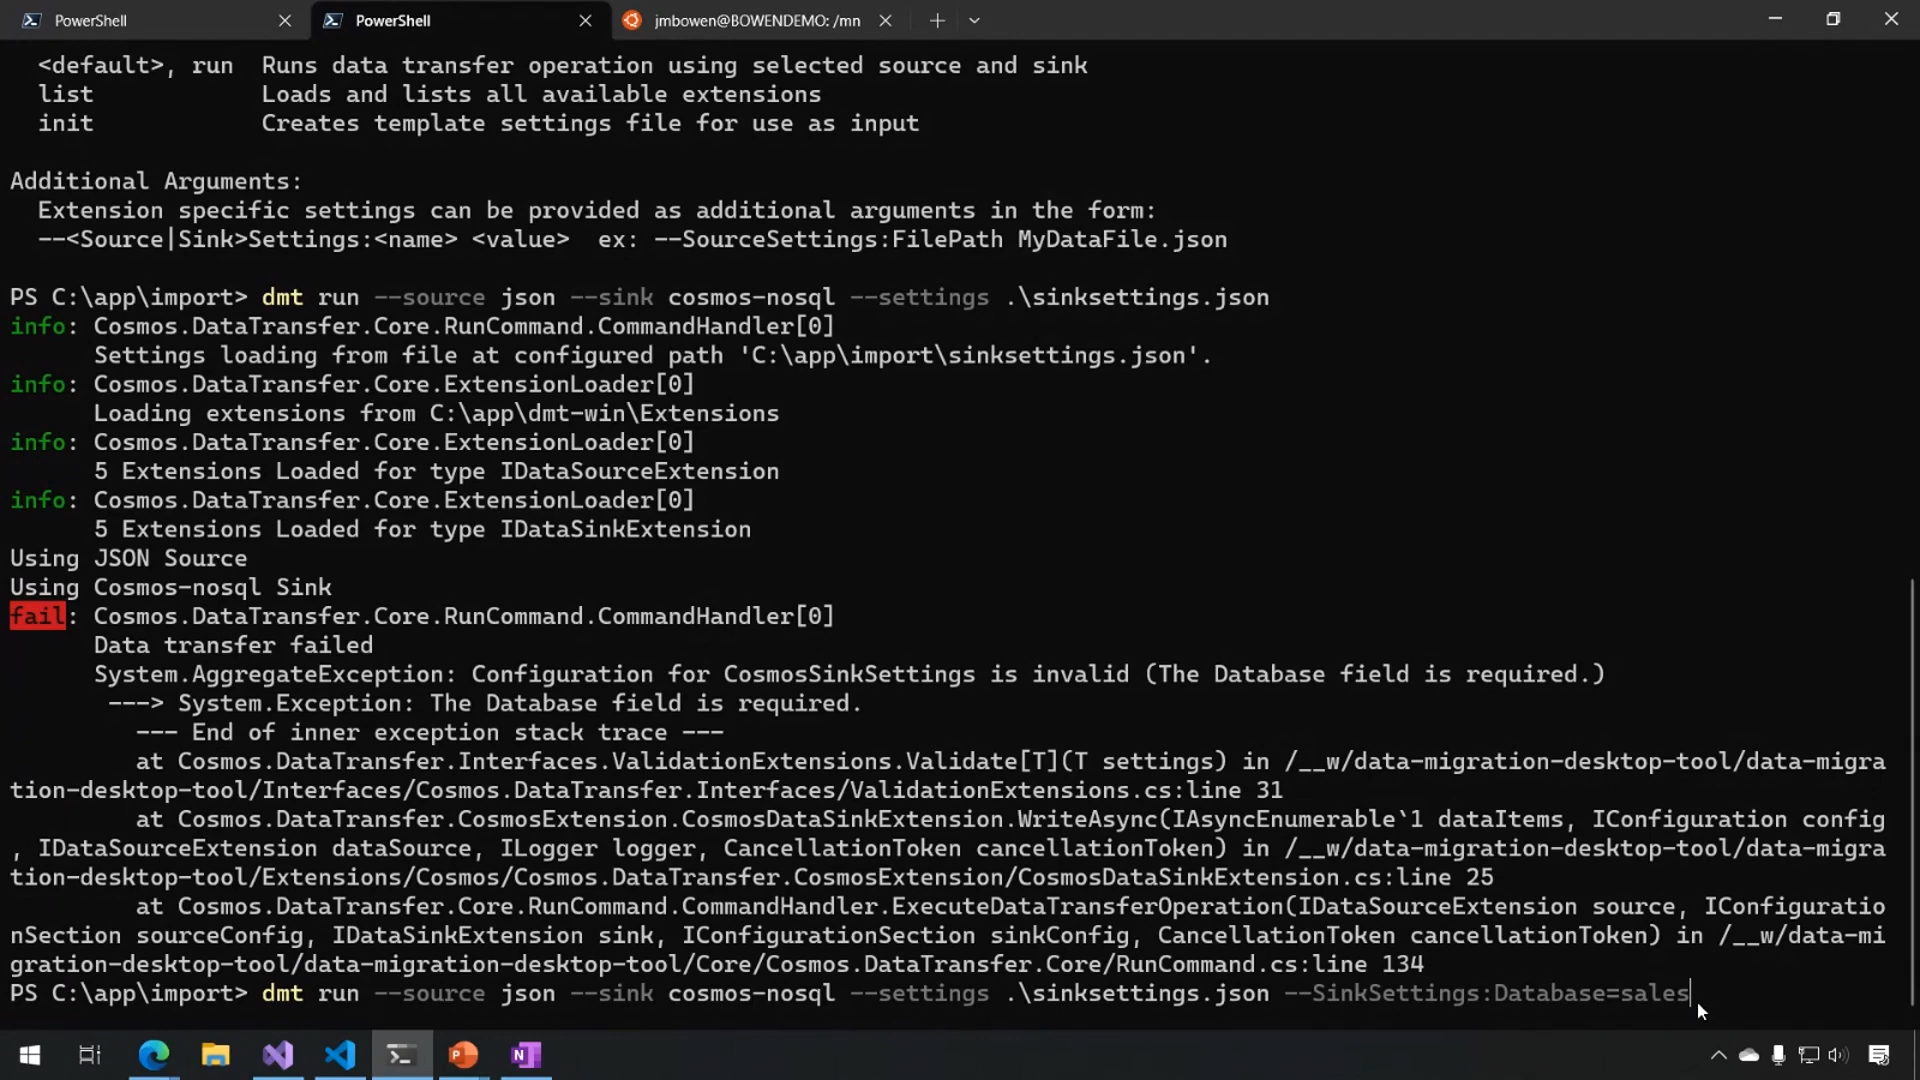 PowerShell
PowerShell
jmbowen@BOWENDEMO: /mn
<default>, run  Runs data transfer operation using selected source and sink
list            Loads and lists all available extensions
init            Creates template settings file for use as input
Additional Arguments:
Extension specific settings can be provided as additional arguments in the form:
--<Source|Sink>Settings:<name> <value>  ex: --SourceSettings:FilePath MyDataFile.json
PS C:\app\import> dmt run --source json --sink cosmos-nosql --settings .\sinksettings.json
info: Cosmos.DataTransfer.Core.RunCommand.CommandHandler[0]
Settings loading from file at configured path 'C:\app\import\sinksettings.json'.
info: Cosmos.DataTransfer.Core.ExtensionLoader[0]
Loading extensions from C:\app\dmt-win\Extensions
info: Cosmos.DataTransfer.Core.ExtensionLoader[0]
5 Extensions Loaded for type IDataSourceExtension
info: Cosmos.DataTransfer.Core.ExtensionLoader[0]
5 Extensions Loaded for type IDataSinkExtension
Using JSON Source
Using Cosmos-nosql Sink
fail: Cosmos.DataTransfer.Core.RunCommand.CommandHandler[0]
Data transfer failed
System.AggregateException: Configuration for CosmosSinkSettings is invalid (The Database field is required.)
---> System.Exception: The Database field is required.
--- End of inner exception stack trace ---
at Cosmos.DataTransfer.Interfaces.ValidationExtensions.Validate[T](T settings) in /__w/data-migration-desktop-tool/data-migra
tion-desktop-tool/Interfaces/Cosmos.DataTransfer.Interfaces/ValidationExtensions.cs:line 31
at Cosmos.DataTransfer.CosmosExtension.CosmosDataSinkExtension.WriteAsync(IAsyncEnumerable`1 dataItems, IConfiguration config
, IDataSourceExtension dataSource, ILogger logger, CancellationToken cancellationToken) in /__w/data-migration-desktop-tool/data-migra
tion-desktop-tool/Extensions/Cosmos/Cosmos.DataTransfer.CosmosExtension/CosmosDataSinkExtension.cs:line 25
at Cosmos.DataTransfer.Core.RunCommand.CommandHandler.ExecuteDataTransferOperation(IDataSourceExtension source, IConfiguratio
nSection sourceConfig, IDataSinkExtension sink, IConfigurationSection sinkConfig, CancellationToken cancellationToken) in /__w/data-mi
gration-desktop-tool/data-migration-desktop-tool/Core/Cosmos.DataTransfer.Core/RunCommand.cs:line 134
PS C:\app\import> dmt run --source json --sink cosmos-nosql --settings .\sinksettings.json --SinkSettings:Database=sales